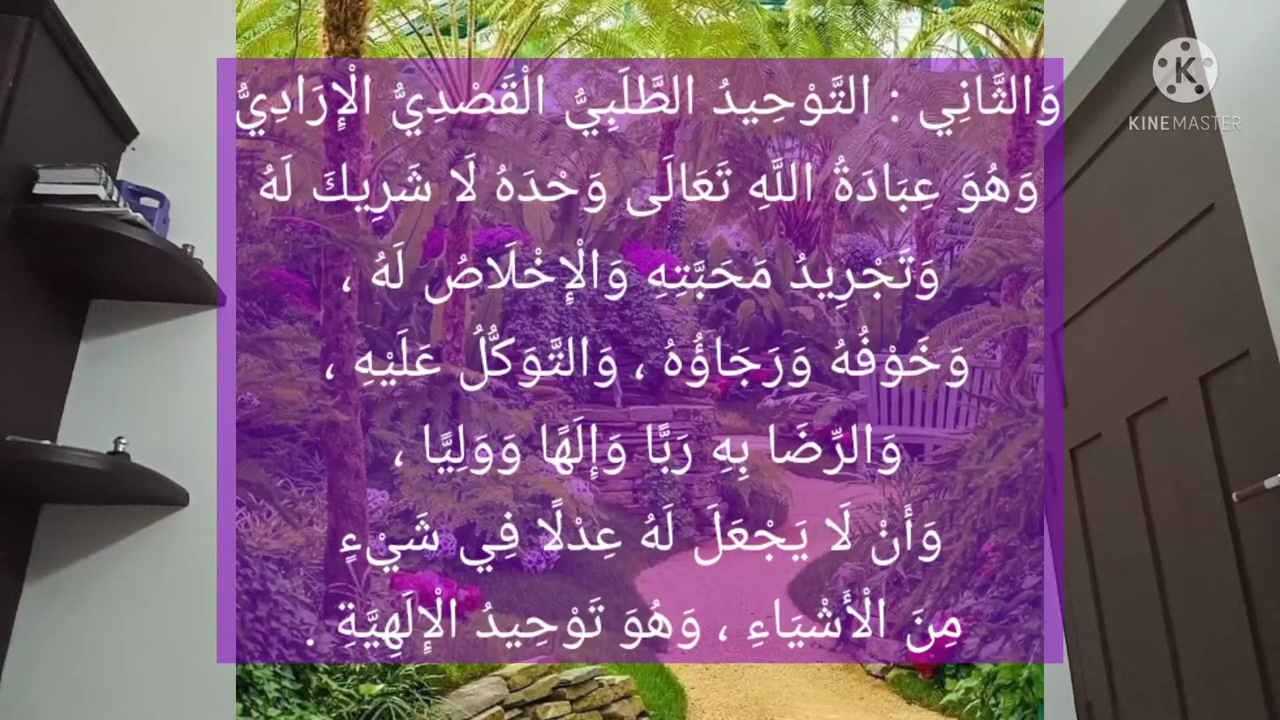 وَالثَّانِي : التَّوْحِيدُ الطَّلَبِيُّ الْقَصْدِيُّ الْإِرَادِيُّ
وَهُوَ عِبَادَةُ اللَّهِ تَعَالَى وَحْدَهُ لَا شَرِيكَ لَهُ
وَتَجْرِيدُ مَحَبَّتِهِ وَالْإِخْلَاصُ لَهُ ،
وَخَوْفُهُ وَرَجَاؤُهُ ، وَالتَّوَكُّلُ عَلَيْهِ ،
وَالرِّضَا بِهِ رَبًّا وَإِلَهًا وَوَلِيًّا ،
وَأَنْ لَا يَجْعَلَ لَهُ عِدْلًا فِي شَيْءٍ
مِنَ الْأَشْيَاءِ ، وَهُوَ تَوْحِيدُ الْإِلَهِيَّةِ .
K
KINEMASTER